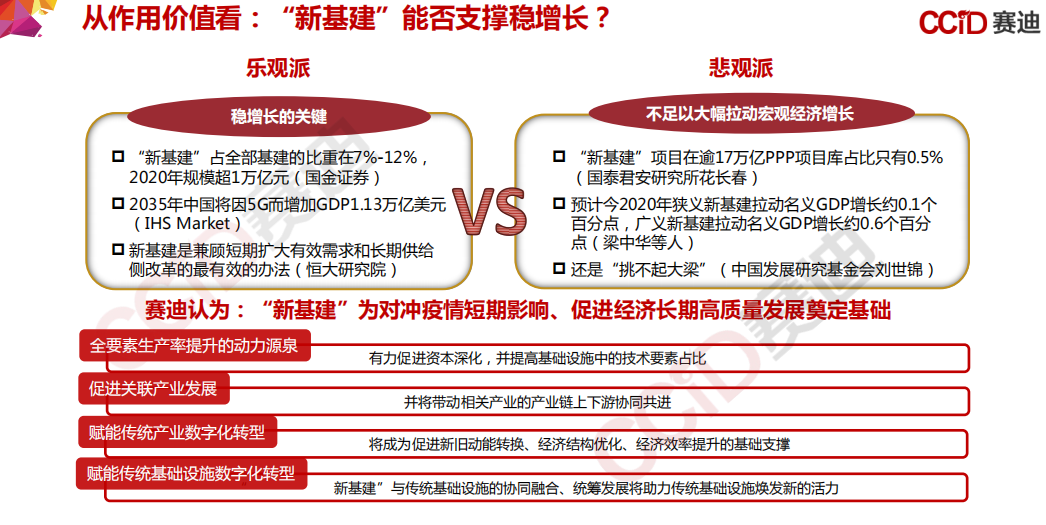 从作用价值看：“新基建”能否支撑稳增长？
CCiD 赛迪
乐观派
稳增长的关键
“新基建”占全部基建的比重在7%-12%，
2020年规模超1万亿元（国金证券）
2035年中国将因5G而增加GDP1.13万亿美元
（IHS Market）
新基建是兼顾短期扩大有效需求和长期供给
侧改革的最有效的办法（恒大研究院）
VS
悲观派
不足以大幅拉动宏观经济增长
“新基建”项目在逾17万亿PPP项目库占比只有0.5%
（国泰君安研究所花长春）
预计今2020年狭义新基建拉动名义GDP增长约0.1个
百分点，广义新基建拉动名义GDP增长约0.6个百分
点（梁中华等人）
还是“挑不起大梁”（中国发展研究基金会刘世锦）
赛迪认为：“新基建”为对冲疫情短期影响、促进经济长期高质量发展奠定基础
全要素生产率提升的动力源泉
有力促进资本深化，并提高基础设施中的技术要素占比
促进关联产业发展
并将带动相关产业的产业链上下游协同共进
赋能传统产业数字化转型
将成为促进新旧动能转换、经济结构优化、经济效率提升的基础支撑
赋能传统基础设施数字化转型
新基建”与传统基础设施的协同融合、统筹发展将助力传统基础设施焕发新的活力
CCiD赛迪
CCiD赛迪